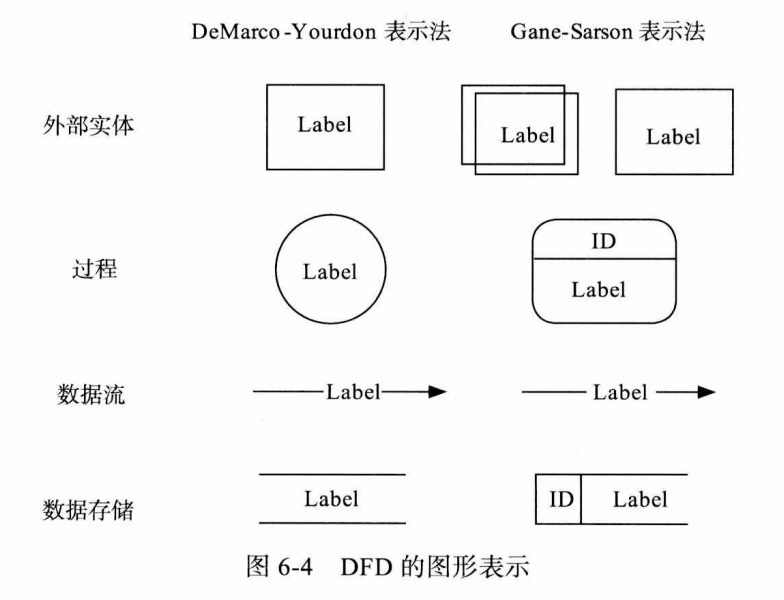 DeMarco-Yourdon 表示法 Gane-Sarson 表示法
外部实体 Label Label Label
ID
过程 Label Label
数据流 Label Label
数据存储 Label ID Label
图 6-4 DFD 的图形表示